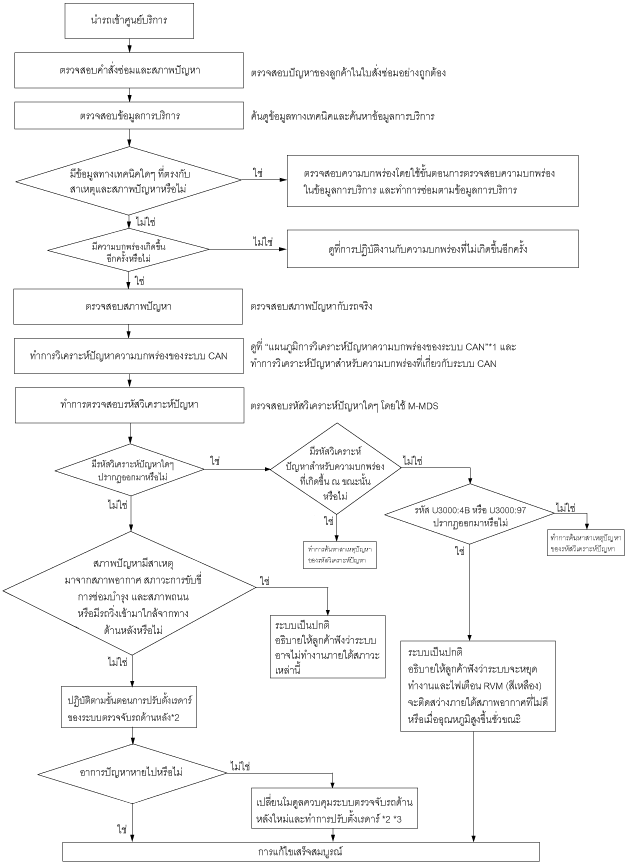 นำรถเข้าศูนย์บริการ
ตรวจสอบคำสั่งซ่อมและสภาพปัญหา
ตรวจสอบปัญหาของลูกค้าในใบสั่งซ่อมอย่างถูกต้อง
ตรวจสอบข้อมูลการบริการ
ค้นดูข้อมูลทางเทคนิคและค้นหาข้อมูลการบริการ
มีข้อมูลทางเทคนิคใดๆ ที่ตรงกับ
สาเหตุและสภาพปัญหาหรือไม่
ใช่
ตรวจสอบความบกพร่องโดยใช้ขั้นตอนการตรวจสอบความบกพร่อง
ในข้อมูลการบริการ และทำการซ่อมตามข้อมูลการบริการ
ไม่ใช่
มีความบกพร่องเกิดขึ้น
อีกครั้งหรือไม่
ไม่ใช่
ดูที่การปฏิบัติงานกับความบกพร่องที่ไม่เกิดขึ้นอีกครั้ง
ใช่
ตรวจสอบสภาพปัญหา
ตรวจสอบสภาพปัญหากับรถจริง
ทำการวิเคราะห์ปัญหาความบกพร่องของระบบ CAN
ดูที่ "แผนภูมิการวิเคราะห์ปัญหาความบกพร่องของระบบ CAN"*1 และ
ทำการวิเคราะห์ปัญหาสำหรับความบกพร่องที่เกี่ยวกับระบบ CAN
ทำการตรวจสอบรหัสวิเคราะห์ปัญหา
ตรวจสอบรหัสวิเคราะห์ปัญหาใดๆ โดยใช้ M-MDS
มีรหัสวิเคราะห์ปัญหาใดๆ
ปรากฏออกมาหรือไม่
ใช่
มีรหัสวิเคราะห์
ปัญหาสำหรับความบกพร่อง
ที่เกิดขึ้น ณ ขณะนั้น
หรือไม่
ไม่ใช่
รหัส U3000:4B หรือ U3000:97
ปรากฏออกมาหรือไม่
ไม่ใช่
ทำการค้นหาสาเหตุปัญหา
ของรหัสวิเคราะห์ปัญหา
ใช่
ทำการค้นหาสาเหตุปัญหา
ของรหัสวิเคราะห์ปัญหา
ไม่ใช่
ใช่
สภาพปัญหามีสาเหตุ
มาจากสภาพอากาศ สภาวะการขับขี่
การซ่อมบำรุง และสภาพถนน
หรือมีรถวิ่งเข้ามาใกล้จากทาง
ด้านหลังหรือไม่
ใช่
ระบบเป็นปกติ
อธิบายให้ลูกค้าฟังว่าระบบ
อาจไม่ทำงานภายใต้สภาวะ
เหล่านี้
ระบบเป็นปกติ
อธิบายให้ลูกค้าฟังว่าระบบจะหยุด
ทำงานและไฟเตือน RVM (สีเหลือง)
จะติดสว่างภายใต้สภาพอากาศที่ไม่ดี
หรือเมื่ออุณหภูมิสูงขึ้นชั่วขณะ
ไม่ใช่
ปฏิบัติตามขั้นตอนการปรับตั้งเรดาร์
ของระบบตรวจจับรถด้านหลัง*2
อาการปัญหาหายไปหรือไม่
ไม่ใช่
เปลี่ยนโมดูลควบคุมระบบตรวจจับรถด้าน
หลังใหม่และทำการปรับตั้งเรดาร์ *2 *3
ใช่
การแก้ไขเสร็จสมบูรณ์